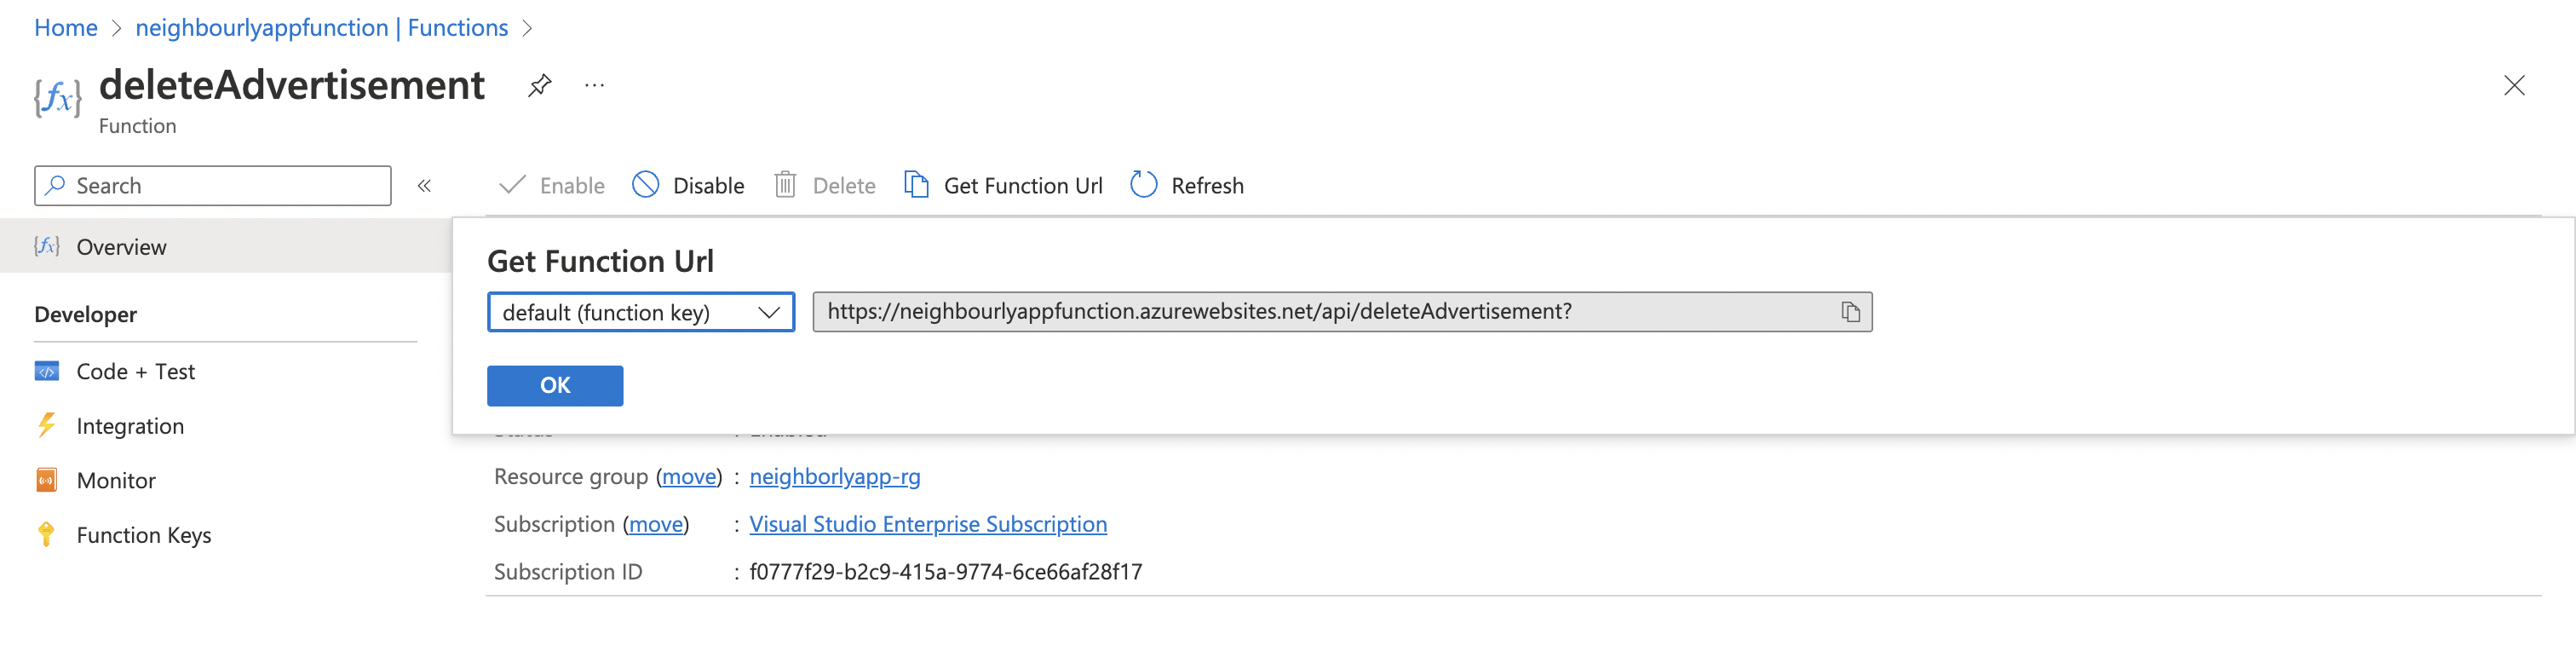 Home > neighbourlyappfunction | Functions >
{fx} deleteAdvertisement ...
Function
Search « Enable Disable Delete Get Function Url Refresh
{fx} Overview
Get Function Url
default (function key) https://neighbourlyappfunction.azurewebsites.net/api/deleteAdvertisement?
Developer
Code + Test
OK
Integration
Monitor
Resource group (move) : neighborlyapp-rg
Subscription (move) : Visual Studio Enterprise Subscription
Function Keys
Subscription ID : f0777f29-b2c9-415a-9774-6ce66af28f17